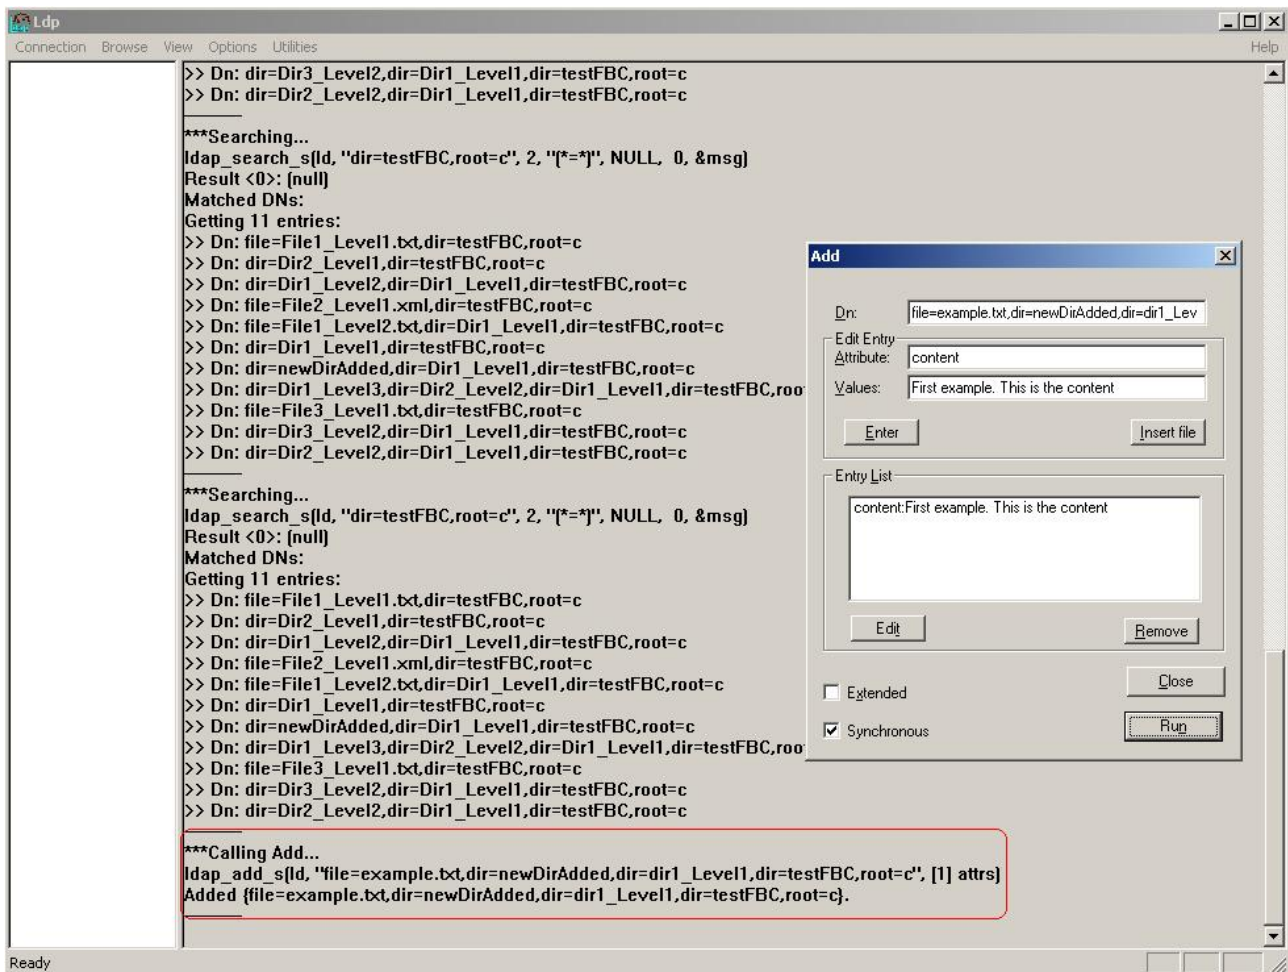 Ldp
Connection Browse View Options Utilities Help
>> Dn: dir=Dir3_Level2,dir=Dir1_Level1,dir=testFBC,root=c
>> Dn: dir=Dir2_Level2,dir=Dir1_Level1,dir=testFBC,root=c
***Searching...
ldap_search_s(ld, "dir=testFBC,root=c", 2, "(*=*)", NULL, 0, &msg)
Result <0>: (null)
Matched DNs:
Getting 11 entries:
>> Dn: file=File1_Level1.txt,dir=testFBC,root=c
>> Dn: dir=Dir2_Level1,dir=testFBC,root=c
>> Dn: dir=Dir1_Level2,dir=Dir1_Level1,dir=testFBC,root=c
>> Dn: file=File2_Level1.xml,dir=testFBC,root=c
>> Dn: file=File1_Level2.txt,dir=Dir1_Level1,dir=testFBC,root=c
>> Dn: dir=Dir1_Level1,dir=testFBC,root=c
>> Dn: dir=newDirAdded,dir=Dir1_Level1,dir=testFBC,root=c
>> Dn: dir=Dir1_Level3,dir=Dir2_Level2,dir=Dir1_Level1,dir=testFBC,roo
>> Dn: file=File3_Level1.txt,dir=testFBC,root=c
>> Dn: dir=Dir3_Level2,dir=Dir1_Level1,dir=testFBC,root=c
>> Dn: dir=Dir2_Level2,dir=Dir1_Level1,dir=testFBC,root=c
***Searching...
ldap_search_s(ld, "dir=testFBC,root=c", 2, "(*=*)", NULL, 0, &msg)
Result <0>: (null)
Matched DNs:
Getting 11 entries:
>> Dn: file=File1_Level1.txt,dir=testFBC,root=c
>> Dn: dir=Dir2_Level1,dir=testFBC,root=c
>> Dn: dir=Dir1_Level2,dir=Dir1_Level1,dir=testFBC,root=c
>> Dn: file=File2_Level1.xml,dir=testFBC,root=c
>> Dn: file=File1_Level2.txt,dir=Dir1_Level1,dir=testFBC,root=c
>> Dn: dir=Dir1_Level1,dir=testFBC,root=c
>> Dn: dir=newDirAdded,dir=Dir1_Level1,dir=testFBC,root=c
>> Dn: dir=Dir1_Level3,dir=Dir2_Level2,dir=Dir1_Level1,dir=testFBC,roo
>> Dn: file=File3_Level1.txt,dir=testFBC,root=c
>> Dn: dir=Dir3_Level2,dir=Dir1_Level1,dir=testFBC,root=c
>> Dn: dir=Dir2_Level2,dir=Dir1_Level1,dir=testFBC,root=c
***Calling Add...
ldap_add_s(ld, "file=example.txt,dir=newDirAdded,dir=dir1_Level1,dir=testFBC,root=c", [1] attrs)
Added {file=example.txt,dir=newDirAdded,dir=dir1_Level1,dir=testFBC,root=c}.
Add
Dn: file=example.txt,dir=newDirAdded,dir=dir1_Lev
Edit Entry
Attribute: content
Values: First example. This is the content
Enter Insert file
Entry List
content:First example. This is the content
Edit Remove
Close
Extended
Run
Synchronous
Ready